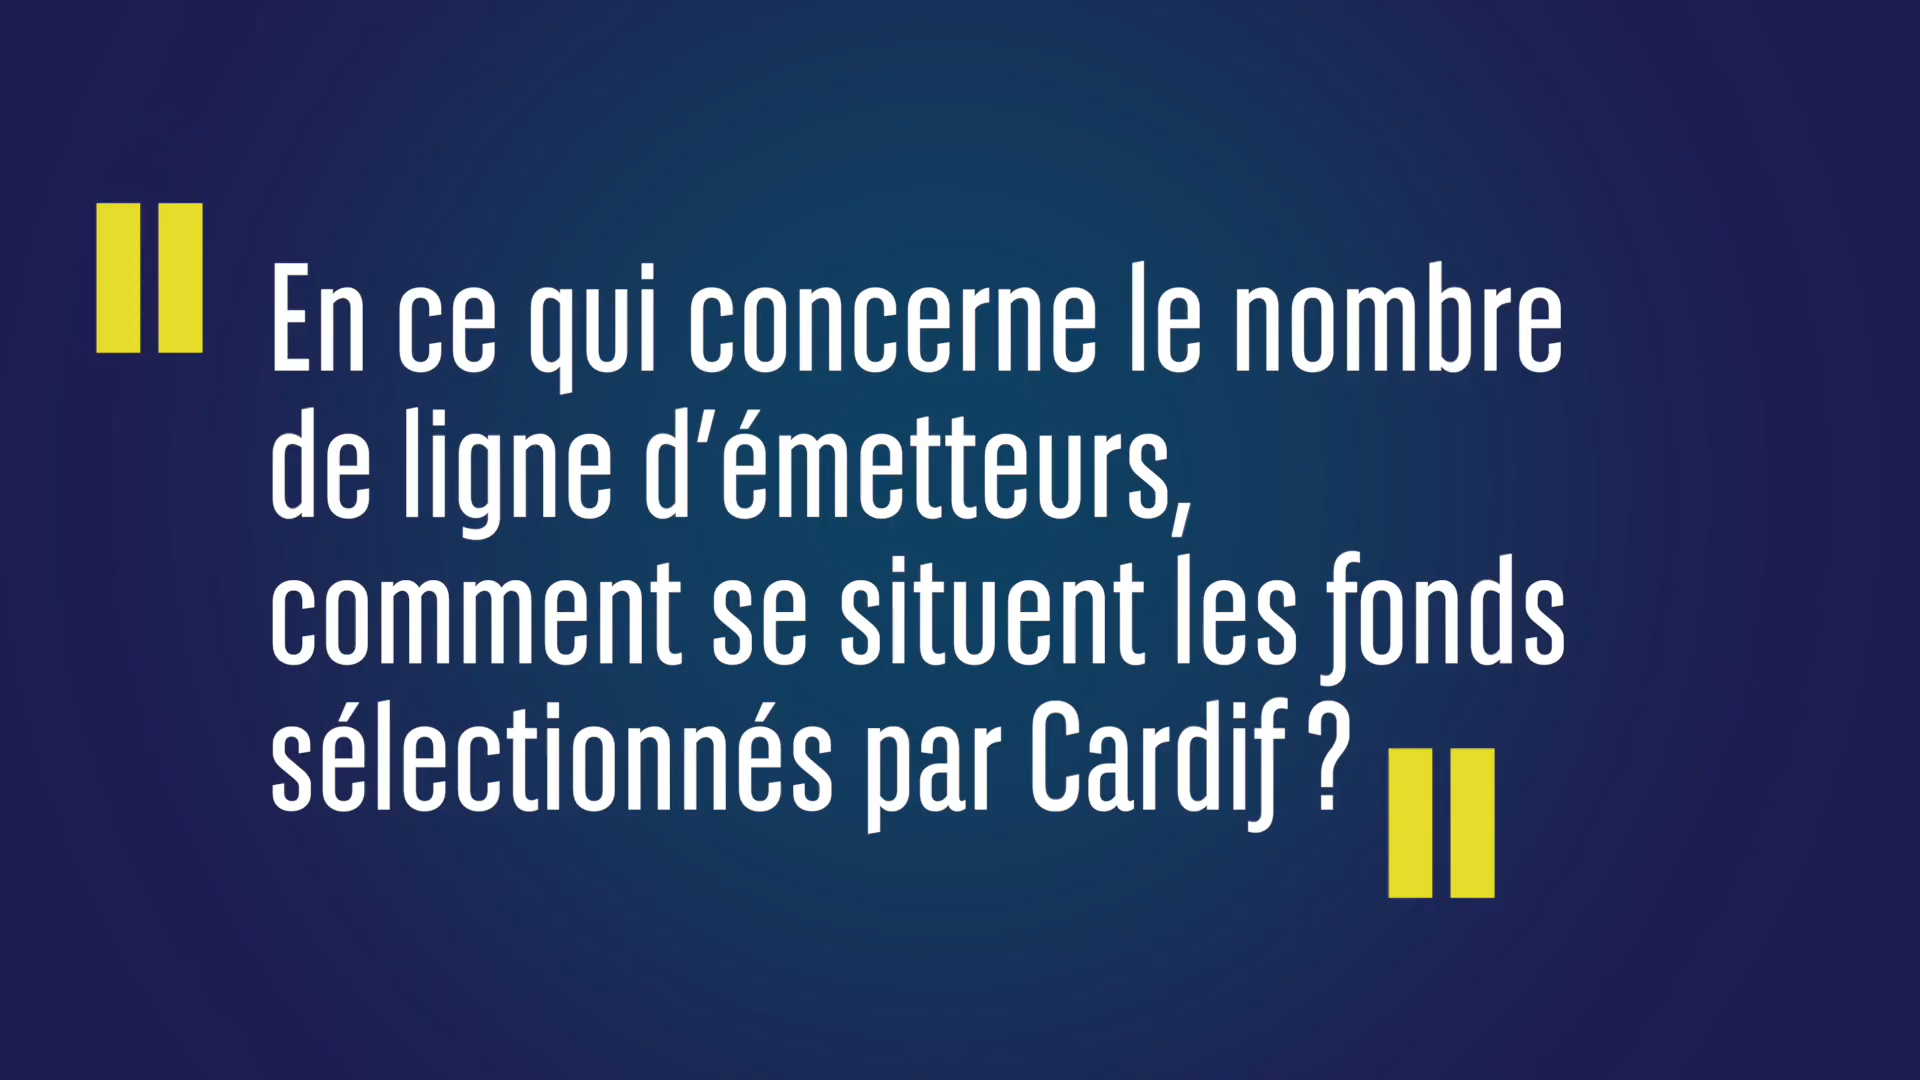 En ce qui concerne le nombre
de ligne d’émetteurs,
comment se situent les fonds
sélectionnés par Cardif ?